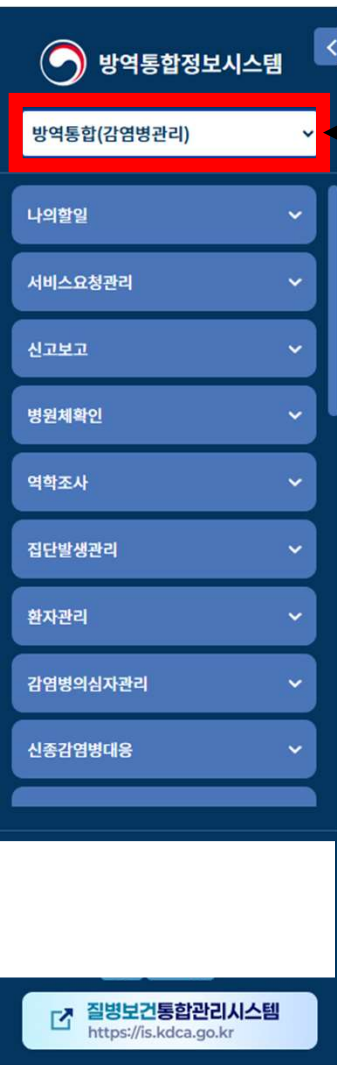 방역통합정보시스템
방역통합(감염병관리)
나의할일
서비스요청관리
신고보고
병원체확인
역학조사
집단발생관리
환자관리
감염병의심자관리
신종감염병대응
질병보건통합관리시스템
https://is.kdca.go.kr